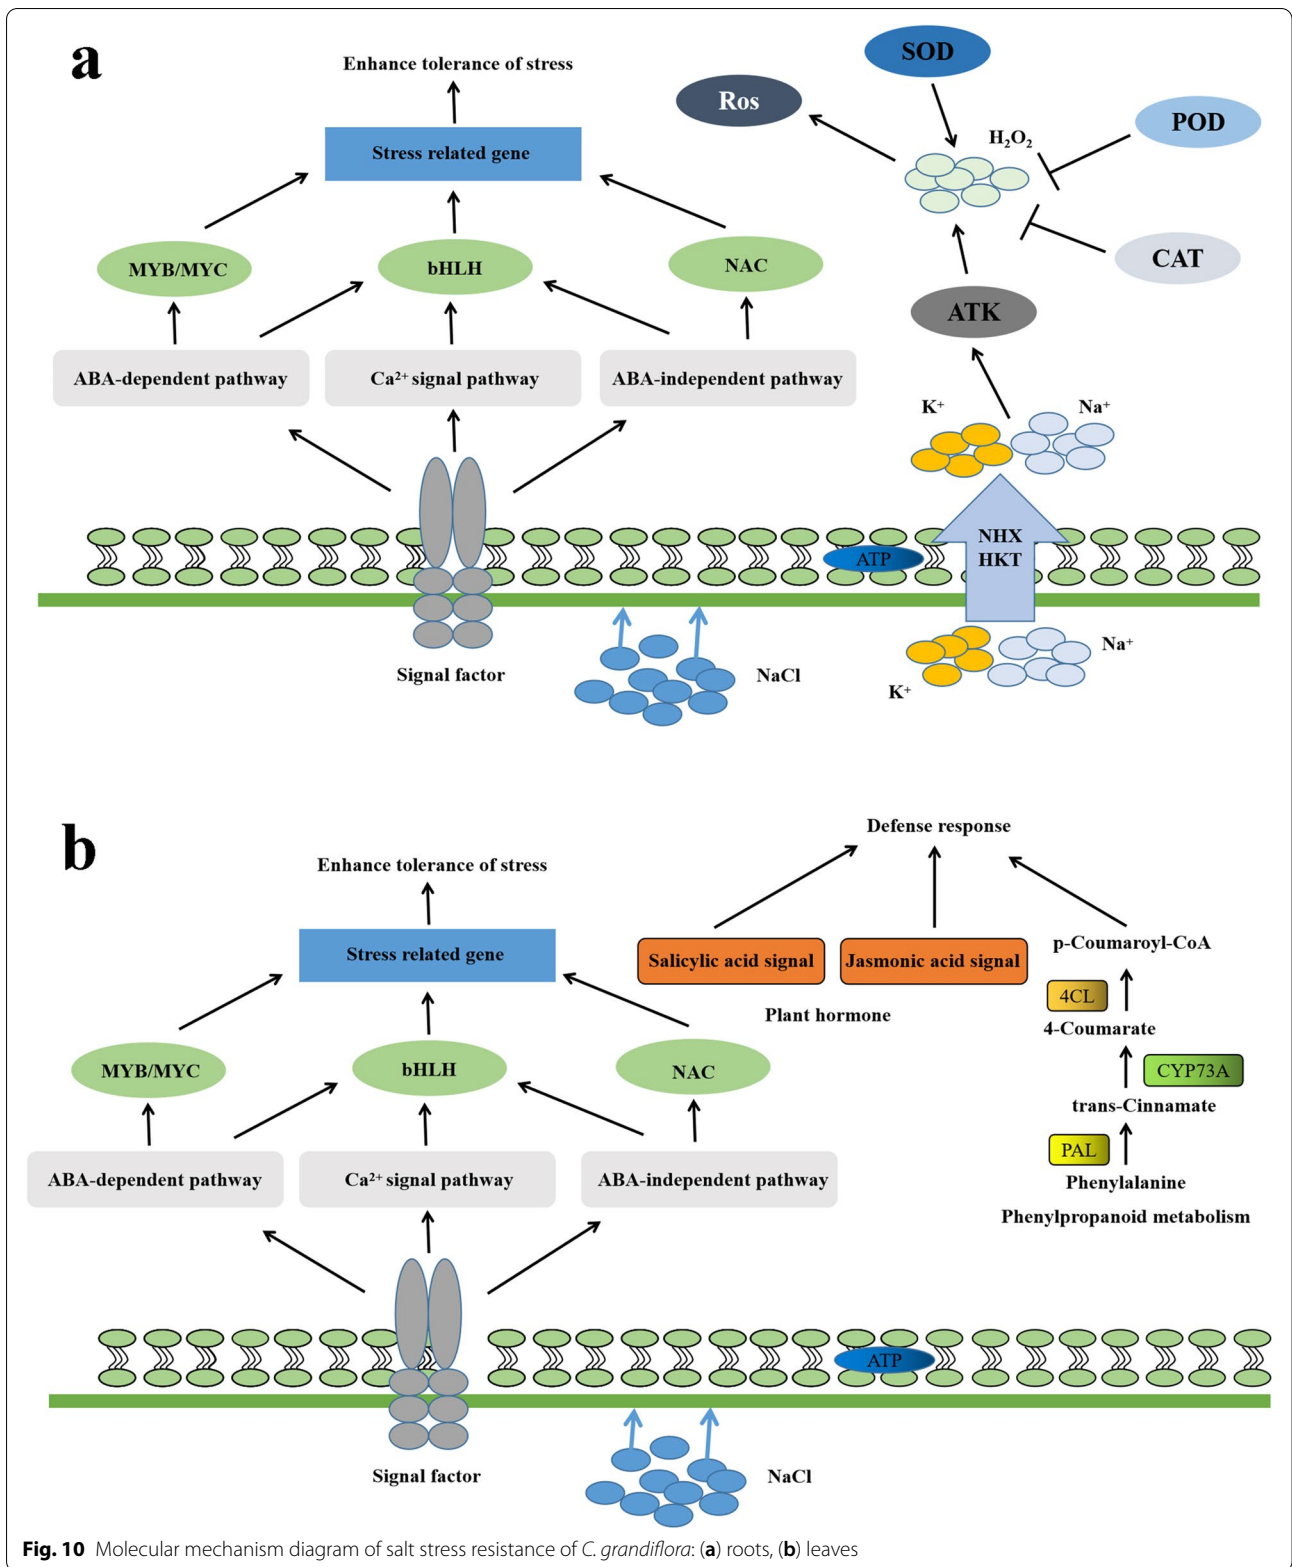 a
Enhance tolerance of stress
Stress related gene
MYB/MYC
bHLH
NAC
ABA-dependent pathway
Ca²⁺ signal pathway
ABA-independent pathway
Signal factor
NaCl
SOD
Ros
H₂O₂
POD
CAT
ATK
K⁺
Na⁺
NHX
HKT
ATP
K⁺
Na⁺
b
Enhance tolerance of stress
Stress related gene
MYB/MYC
bHLH
NAC
ABA-dependent pathway
Ca²⁺ signal pathway
ABA-independent pathway
Signal factor
NaCl
ATP
Defense response
Salicylic acid signal
Jasmonic acid signal
Plant hormone
p-Coumaroyl-CoA
4CL
4-Coumarate
CYP73A
trans-Cinnamate
PAL
Phenylalanine
Phenylpropanoid metabolism
Fig. 10 Molecular mechanism diagram of salt stress resistance of C. grandiflora: (a) roots, (b) leaves